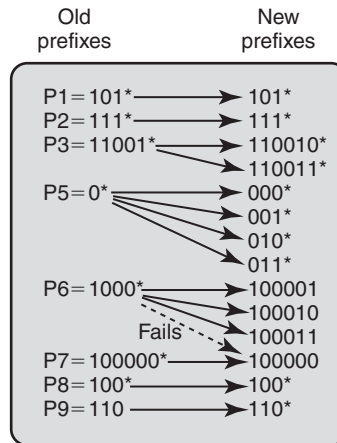 Old prefixes New prefixes
P1=101* 101*
P2=111* 111*
P3=11001* 110010*
110011*
P5=0* 000*
001*
010*
011*
P6=1000* 100001
100010
Fails 100011
P7=100000* 100000
P8=100* 100*
P9=110 110*